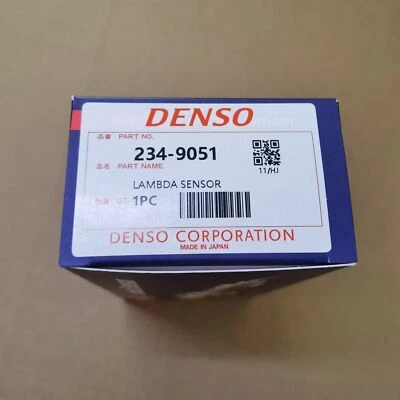 DENSO
品番 PART NO.
234-9051
品名 PART NAME
11/HJ
LAMBDA SENSOR
1PC
DENSO CORPORATION
MADE IN JAPAN